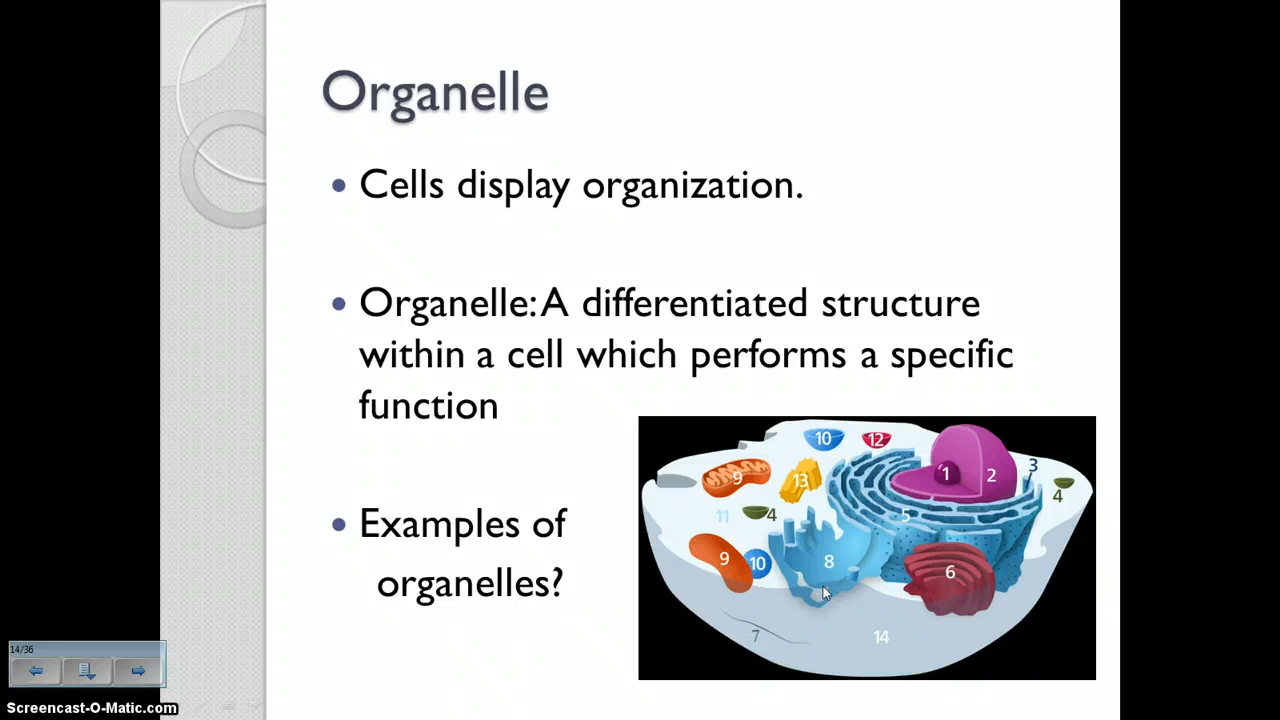 Organelle
• Cells display organization.
• Organelle: A differentiated structure
within a cell which performs a specific
function
• Examples of
organelles?
10
12
9
13
1
2
3
4
11
4
5
9
10
8
6
7
14
14/36
Screencast-O-Matic.com